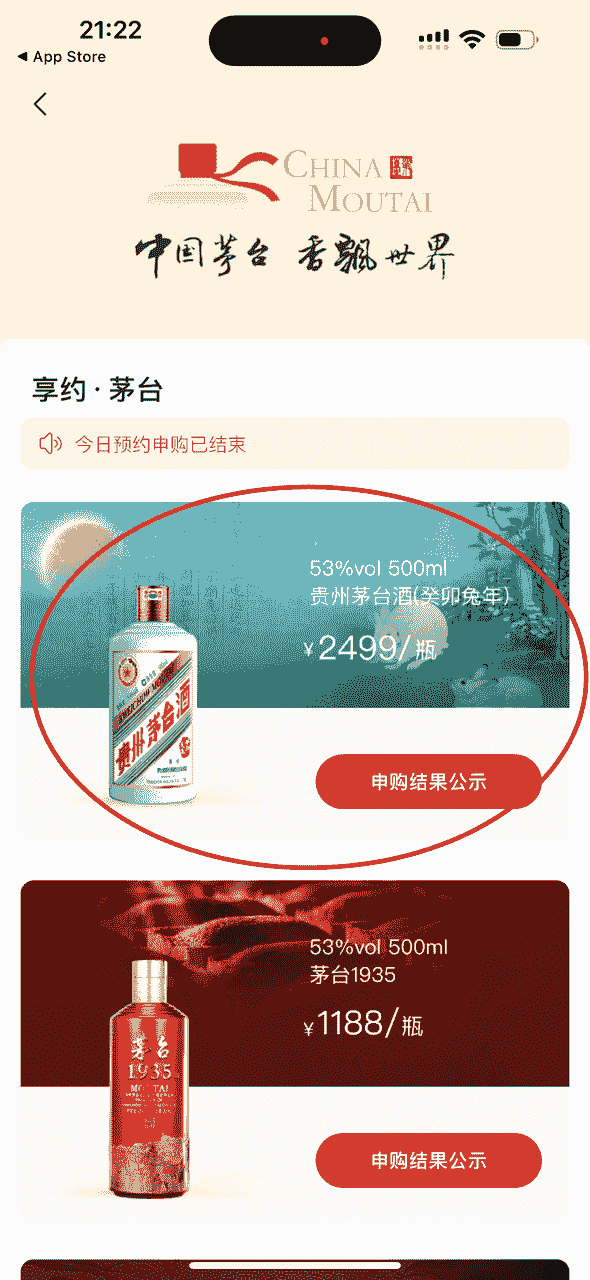 21:22
App Store
CHINA
MOUTAI
中国茅台 香飘世界
享约·茅台
今日预约申购已结束
53%vol 500ml
贵州茅台酒(癸卯兔年)
¥2499/瓶
贵州茅台酒
申购结果公示
53%vol 500ml
茅台1935
¥1188/瓶
茅台
1935
MOUTAI
申购结果公示